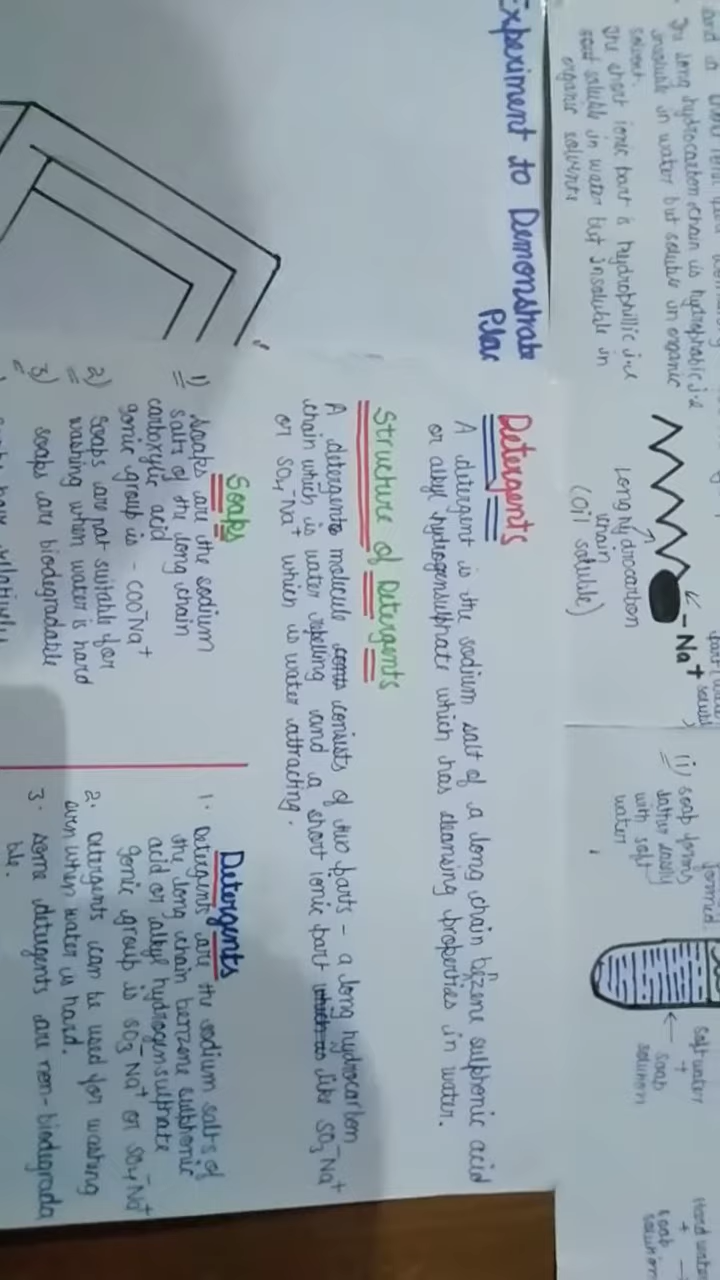 The long hydrocarbon chain is hydrophobic i.e
insoluble in water but soluble in organic
solvent.
The short ionic part is hydrophillic i.e
soluble in water but insoluble in
organic solvents
Long hydrocarbon
chain
(oil soluble)
- Na+
formed.
ii) soap forms
lather easily
with soft
water
soft water
+
soap
solution
Hard wate
+
soap
solution
Experiment to Demonstrate
Plac
Detergents
A detergent is the sodium salt of a long chain bezene sulphonic acid
or alkyl hydrogensulphate which has cleansing properties in water.
Structure of Detergents
A detergent molecule consists of two parts - a long hydrocarbon
chain which is water repelling and a short ionic part like SO3-Na+
or SO4-Na+ which is water attracting.
Soaps
1) Soaps are the sodium
salts of the long chain
carboxylic acid
ionic group is - COO-Na+
2) soaps are not suitable for
washing when water is hard
3) soaps are biodegradable
Detergents
1. Detergents are the sodium salts of
the long chain benzene sulphonic
acid or alkyl hydrogensulphate
ionic group is SO3-Na+ or SO4-Na+
2. detergents can be used for washing
even when water is hard.
3. some detergents are non-biodegrada
ble.